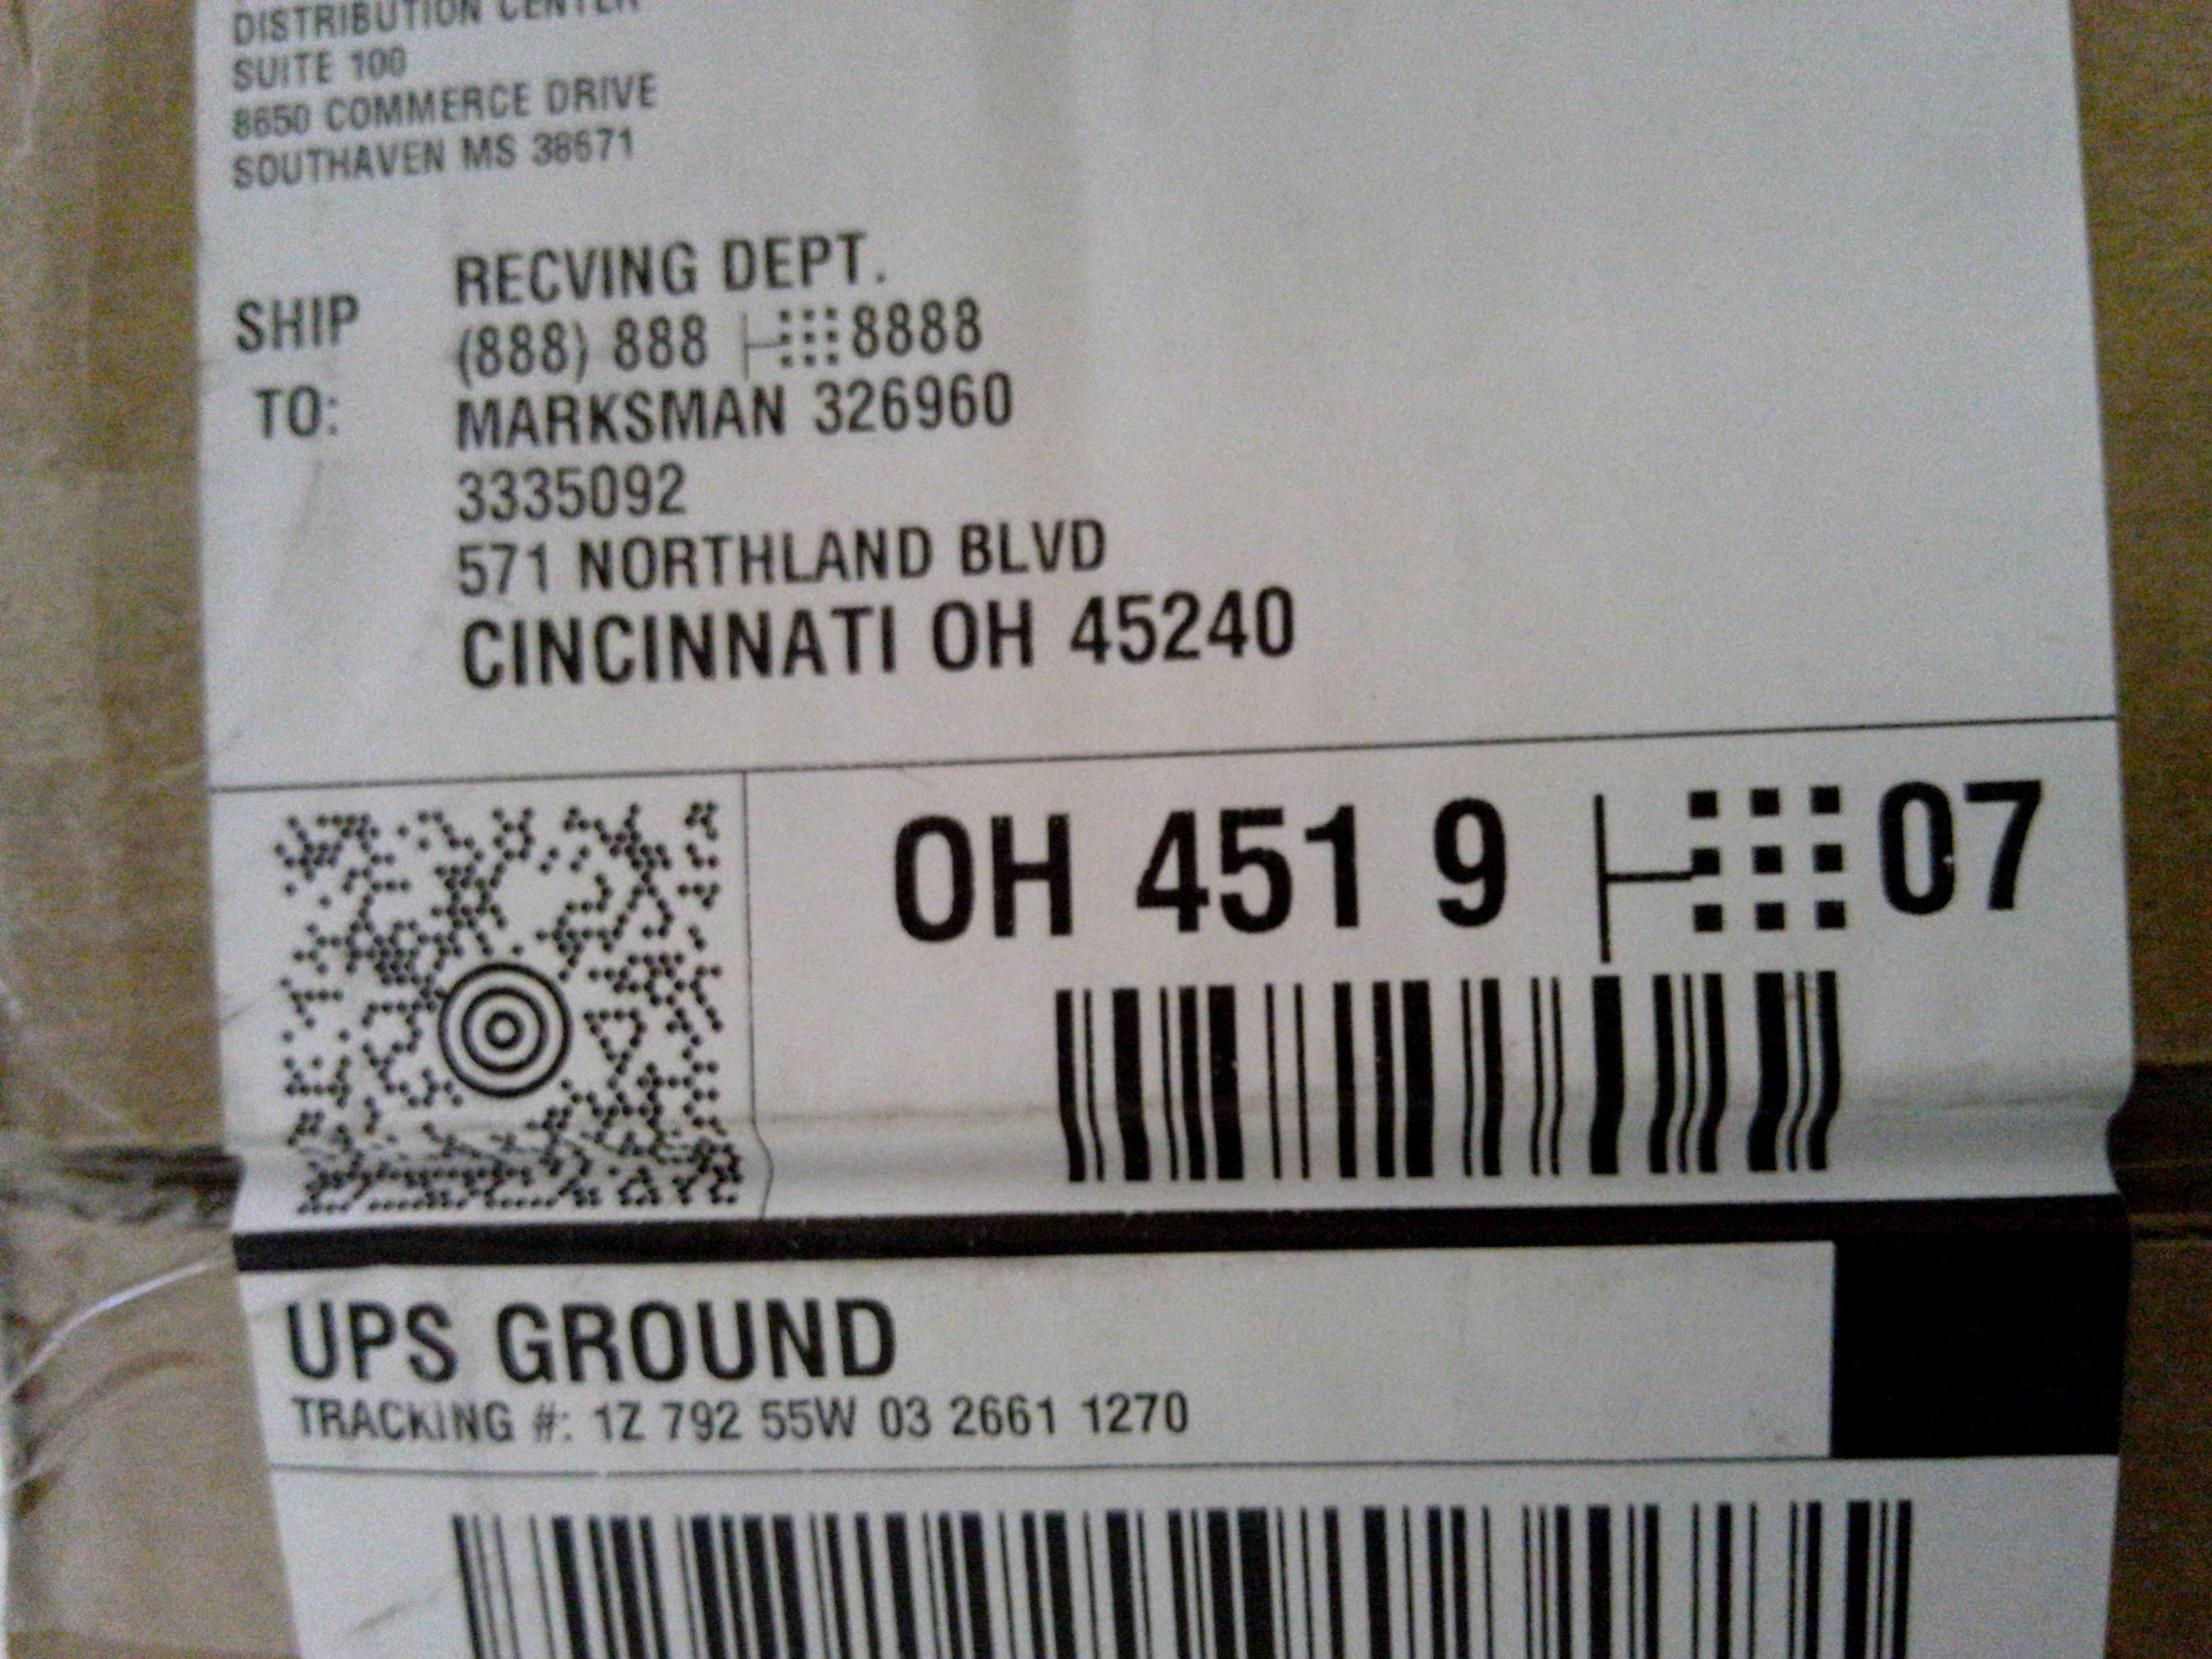 DISTRIBUTION CENTER
SUITE 100
8650 COMMERCE DRIVE
SOUTHAVEN MS 38671
SHIP TO:
RECVING DEPT.
(888) 888 8888
MARKSMAN 326960
3335092
571 NORTHLAND BLVD
CINCINNATI OH 45240
OH 451 9 07
UPS GROUND
TRACKING #: 1Z 792 55W 03 2661 1270